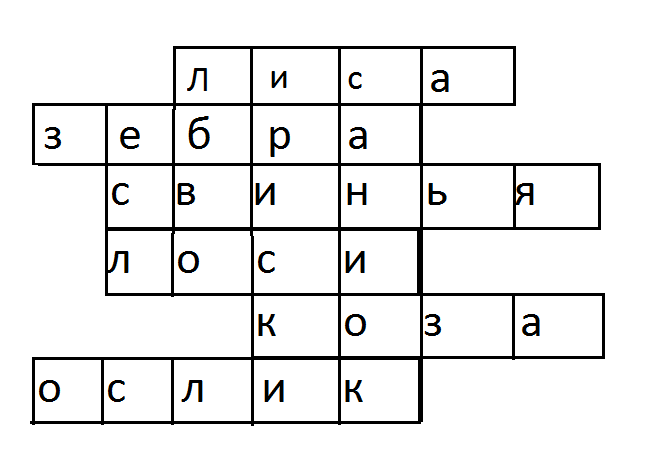 лиса
зебра
свинья
лоси
коза
ослик